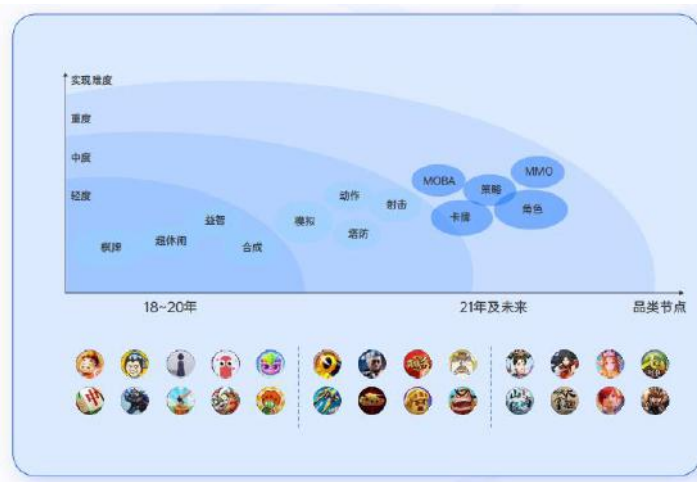 实现难度
重度
中度
轻度
MOBA
策略
MMO
动作
射击
卡牌
角色
益智
模拟
塔防
棋牌
超休闲
合成
18~20年
21年及未来
品类节点